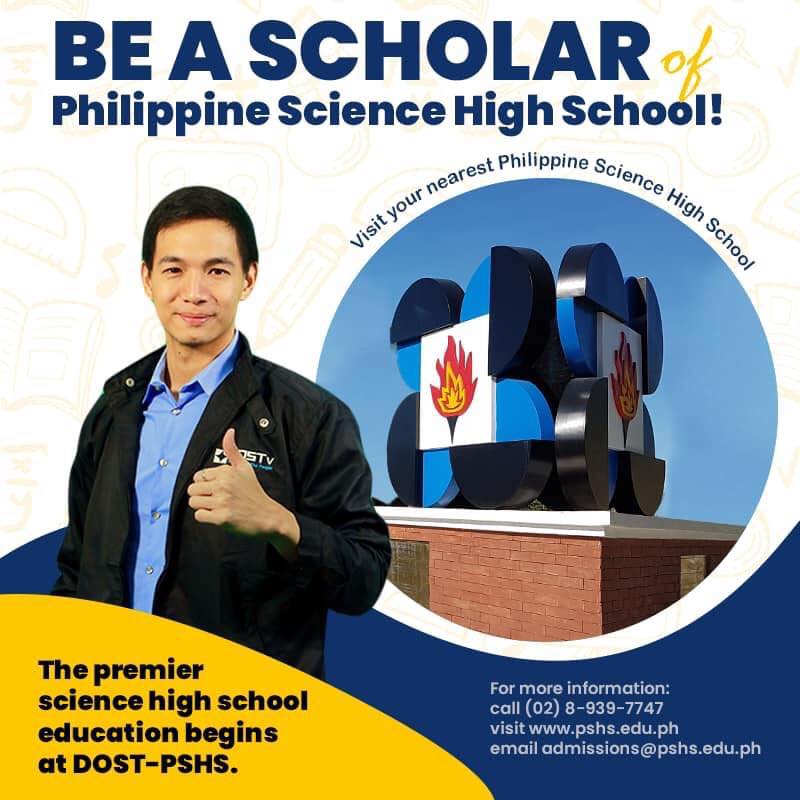 BE A SCHOLAR of
Philippine Science High School!
Visit your nearest Philippine Science High School
DOSTv
The premier
science high school
education begins
at DOST-PSHS.
For more information:
call (02) 8-939-7747
visit www.pshs.edu.ph
email admissions@pshs.edu.ph